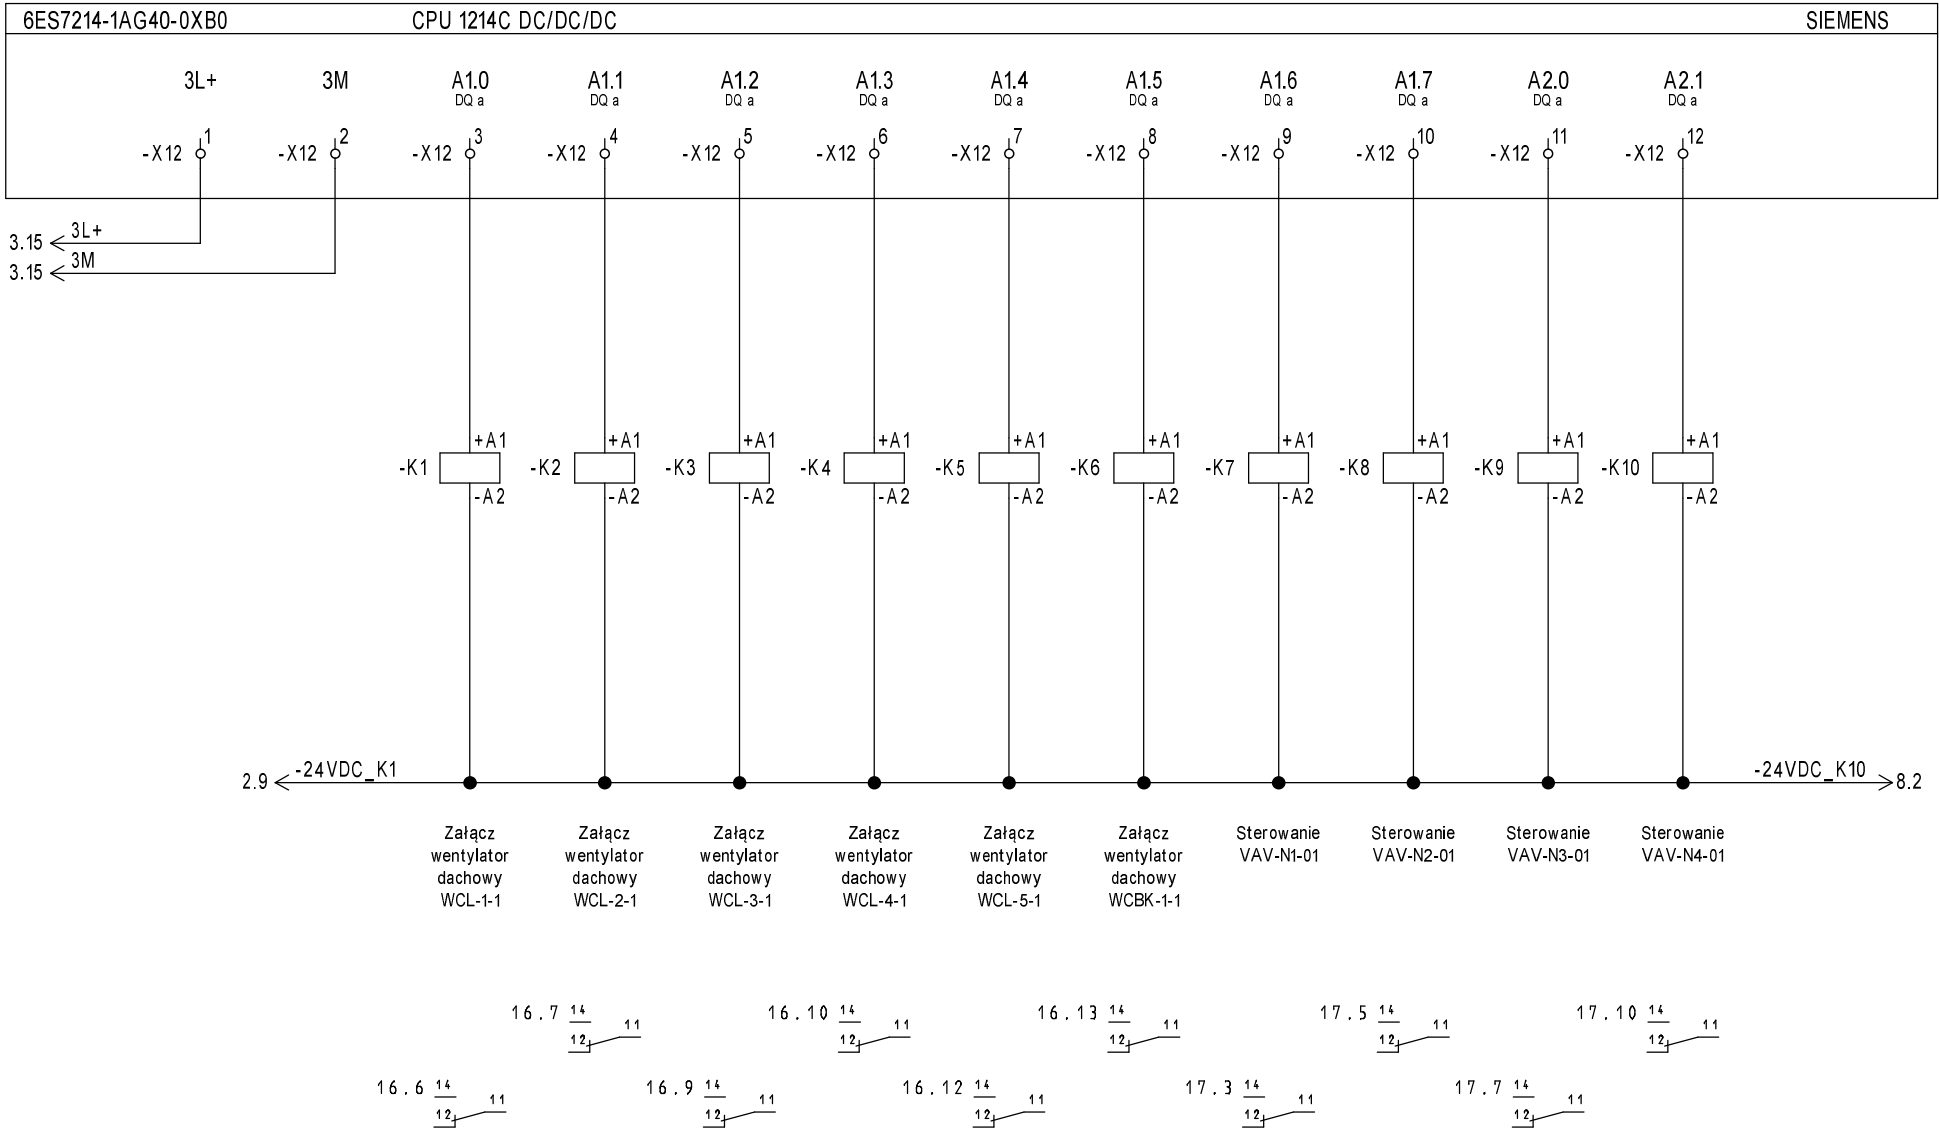 6ES7214-1AG40-0XB0 CPU 1214C DC/DC/DC SIEMENS
3L+ 3M A1.0 A1.1 A1.2 A1.3 A1.4 A1.5 A1.6 A1.7 A2.0 A2.1
DQ a DQ a DQ a DQ a DQ a DQ a DQ a DQ a DQ a DQ a
1 2 3 4 5 6 7 8 9 10 11 12
-X12 -X12 -X12 -X12 -X12 -X12 -X12 -X12 -X12 -X12 -X12 -X12
3.15 3L+
3.15 3M
+A1 +A1 +A1 +A1 +A1 +A1 +A1 +A1 +A1 +A1
-K1 -K2 -K3 -K4 -K5 -K6 -K7 -K8 -K9 -K10
-A2 -A2 -A2 -A2 -A2 -A2 -A2 -A2 -A2 -A2
2.9 -24VDC_K1 -24VDC_K10 8.2
Załącz
wentylator
dachowy
WCL-1-1
Załącz
wentylator
dachowy
WCL-2-1
Załącz
wentylator
dachowy
WCL-3-1
Załącz
wentylator
dachowy
WCL-4-1
Załącz
wentylator
dachowy
WCL-5-1
Załącz
wentylator
dachowy
WCBK-1-1
Sterowanie
VAV-N1-01
Sterowanie
VAV-N2-01
Sterowanie
VAV-N3-01
Sterowanie
VAV-N4-01
16.7 14 16.10 14 16.13 14 17.5 14 17.10 14
11 11 11 11 11
12 12 12 12 12
16.6 14 16.9 14 16.12 14 17.3 14 17.7 14
11 11 11 11 11
12 12 12 12 12